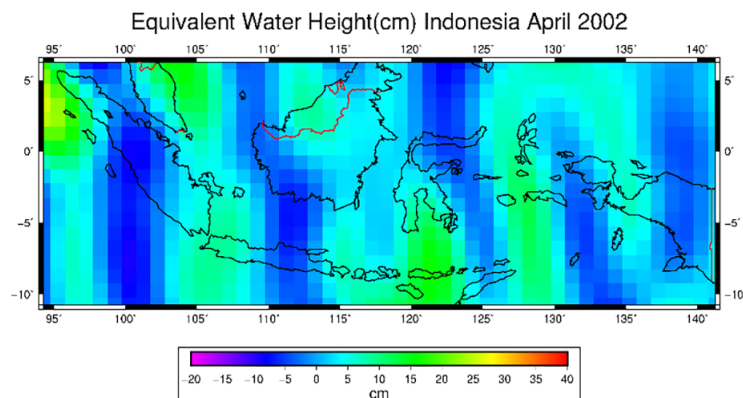 Equivalent Water Height(cm) Indonesia April 2002
95° 100° 105° 110° 115° 120° 125° 130° 135° 140°
5° 5°
0° 0°
−5° −5°
−10° −10
95° 100° 105° 110° 115° 120° 125° 130° 135° 140°
−20 −15 −10 −5 0 5 10 15 20 25 30 35 40
cm